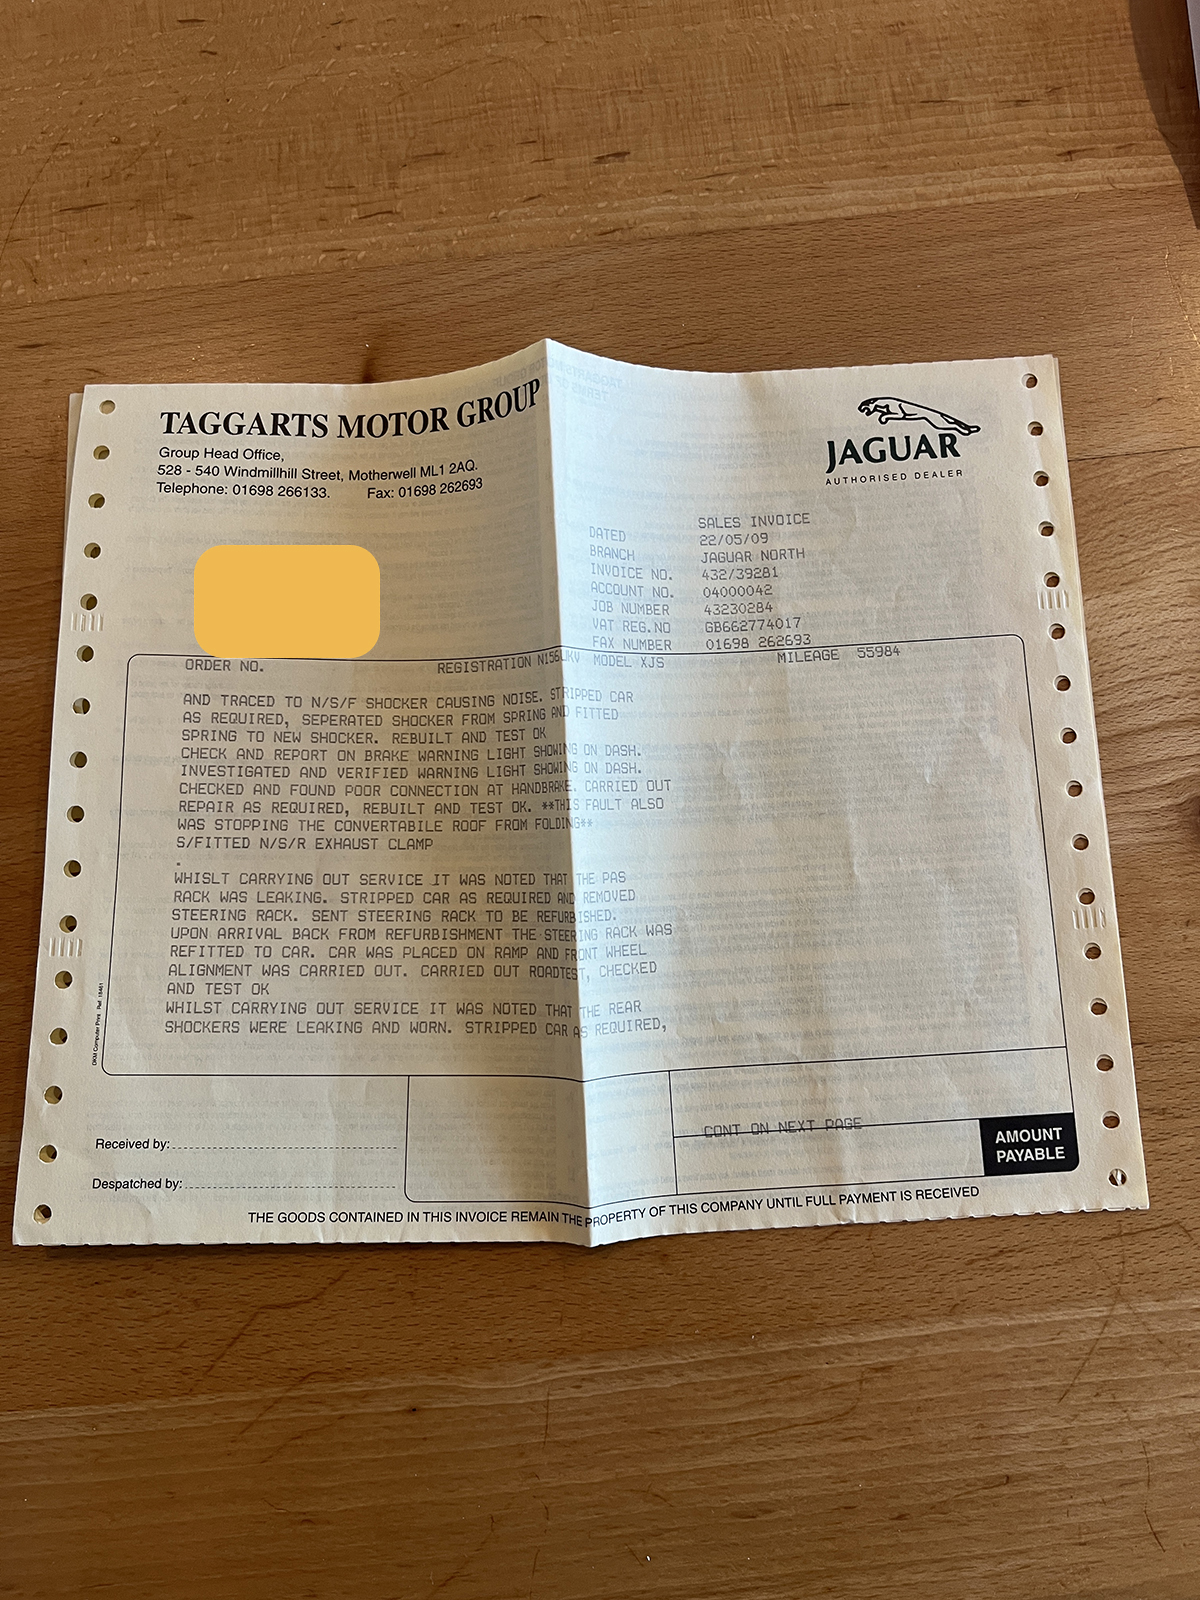 TAGGARTS MOTOR GROUP
Group Head Office,
528 - 540 Windmillhill Street, Motherwell ML1 2AQ.
Telephone: 01698 266133. Fax: 01698 262693
JAGUAR
AUTHORISED DEALER
SALES INVOICE
DATED 22/05/09
BRANCH JAGUAR NORTH
INVOICE NO. 432/39281
ACCOUNT NO. 04000042
JOB NUMBER 43230284
VAT REG.NO GB662774017
FAX NUMBER 01698 262693
ORDER NO. REGISTRATION MODEL XJS MILEAGE 55984
AND TRACED TO N/S/F SHOCKER CAUSING NOISE. STRIPPED CAR
AS REQUIRED, SEPERATED SHOCKER FROM SPRING AND FITTED
SPRING TO NEW SHOCKER. REBUILT AND TEST OK
CHECK AND REPORT ON BRAKE WARNING LIGHT SHOWING ON DASH.
INVESTIGATED AND VERIFIED WARNING LIGHT SHOWING ON DASH.
CHECKED AND FOUND POOR CONNECTION AT HANDBRAKE. CARRIED OUT
REPAIR AS REQUIRED, REBUILT AND TEST OK. **THIS FAULT ALSO
WAS STOPPING THE CONVERTABILE ROOF FROM FOLDING**
S/FITTED N/S/R EXHAUST CLAMP
.
WHISLT CARRYING OUT SERVICE IT WAS NOTED THAT THE PAS
RACK WAS LEAKING. STRIPPED CAR AS REQUIRED AND REMOVED
STEERING RACK. SENT STEERING RACK TO BE REFURBISHED.
UPON ARRIVAL BACK FROM REFURBISHMENT THE STEERING RACK WAS
REFITTED TO CAR. CAR WAS PLACED ON RAMP AND FRONT WHEEL
ALIGNMENT WAS CARRIED OUT. CARRIED OUT ROADTEST, CHECKED
AND TEST OK
WHILST CARRYING OUT SERVICE IT WAS NOTED THAT THE REAR
SHOCKERS WERE LEAKING AND WORN. STRIPPED CAR AS REQUIRED,
DKM Computer Print Ref 18461
CONT ON NEXT PAGE
AMOUNT
PAYABLE
Received by:
Despatched by:
THE GOODS CONTAINED IN THIS INVOICE REMAIN THE PROPERTY OF THIS COMPANY UNTIL FULL PAYMENT IS RECEIVED